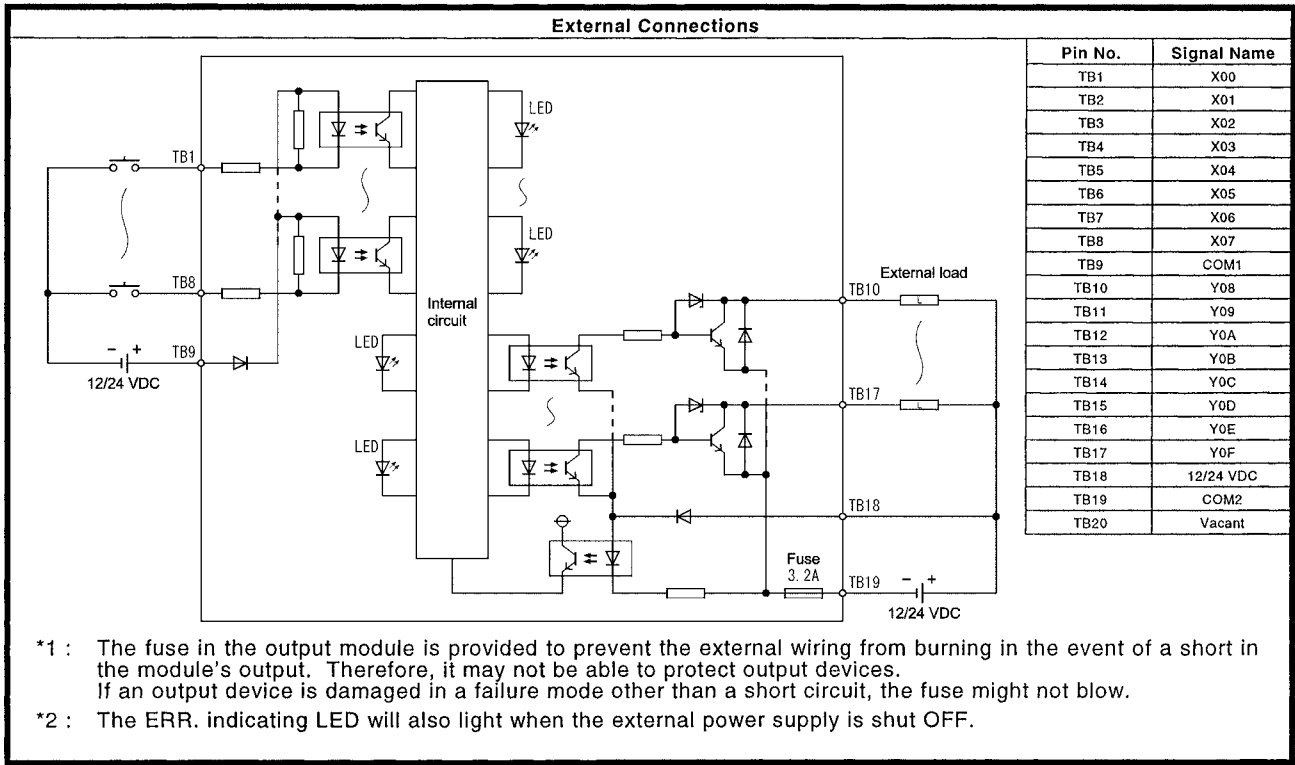 External Connections
Pin No. Signal Name
TB1 X00
TB2 X01
TB3 X02
TB4 X03
TB5 X04
TB6 X05
TB7 X06
TB8 X07
TB9 COM1
TB10 Y08
TB11 Y09
TB12 Y0A
TB13 Y0B
TB14 Y0C
TB15 Y0D
TB16 Y0E
TB17 Y0F
TB18 12/24 VDC
TB19 COM2
TB20 Vacant
LED
TB1
LED
TB8
Internal
circuit
External load
TB10
L
LED
TB9
- +
12/24 VDC
TB17
L
LED
TB18
Fuse
3. 2A
TB19
- +
12/24 VDC
*1 : The fuse in the output module is provided to prevent the external wiring from burning in the event of a short in
the module's output. Therefore, it may not be able to protect output devices.
If an output device is damaged in a failure mode other than a short circuit, the fuse might not blow.
*2 : The ERR. indicating LED will also light when the external power supply is shut OFF.